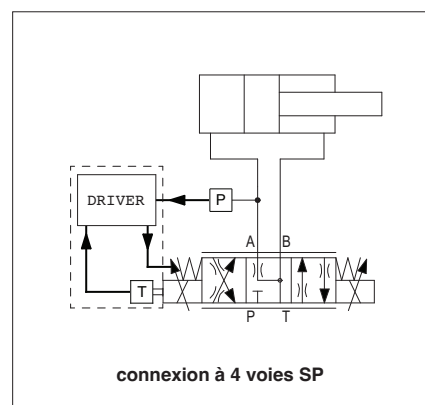 DRIVER
P
A B
T
P T
connexion à 4 voies SP